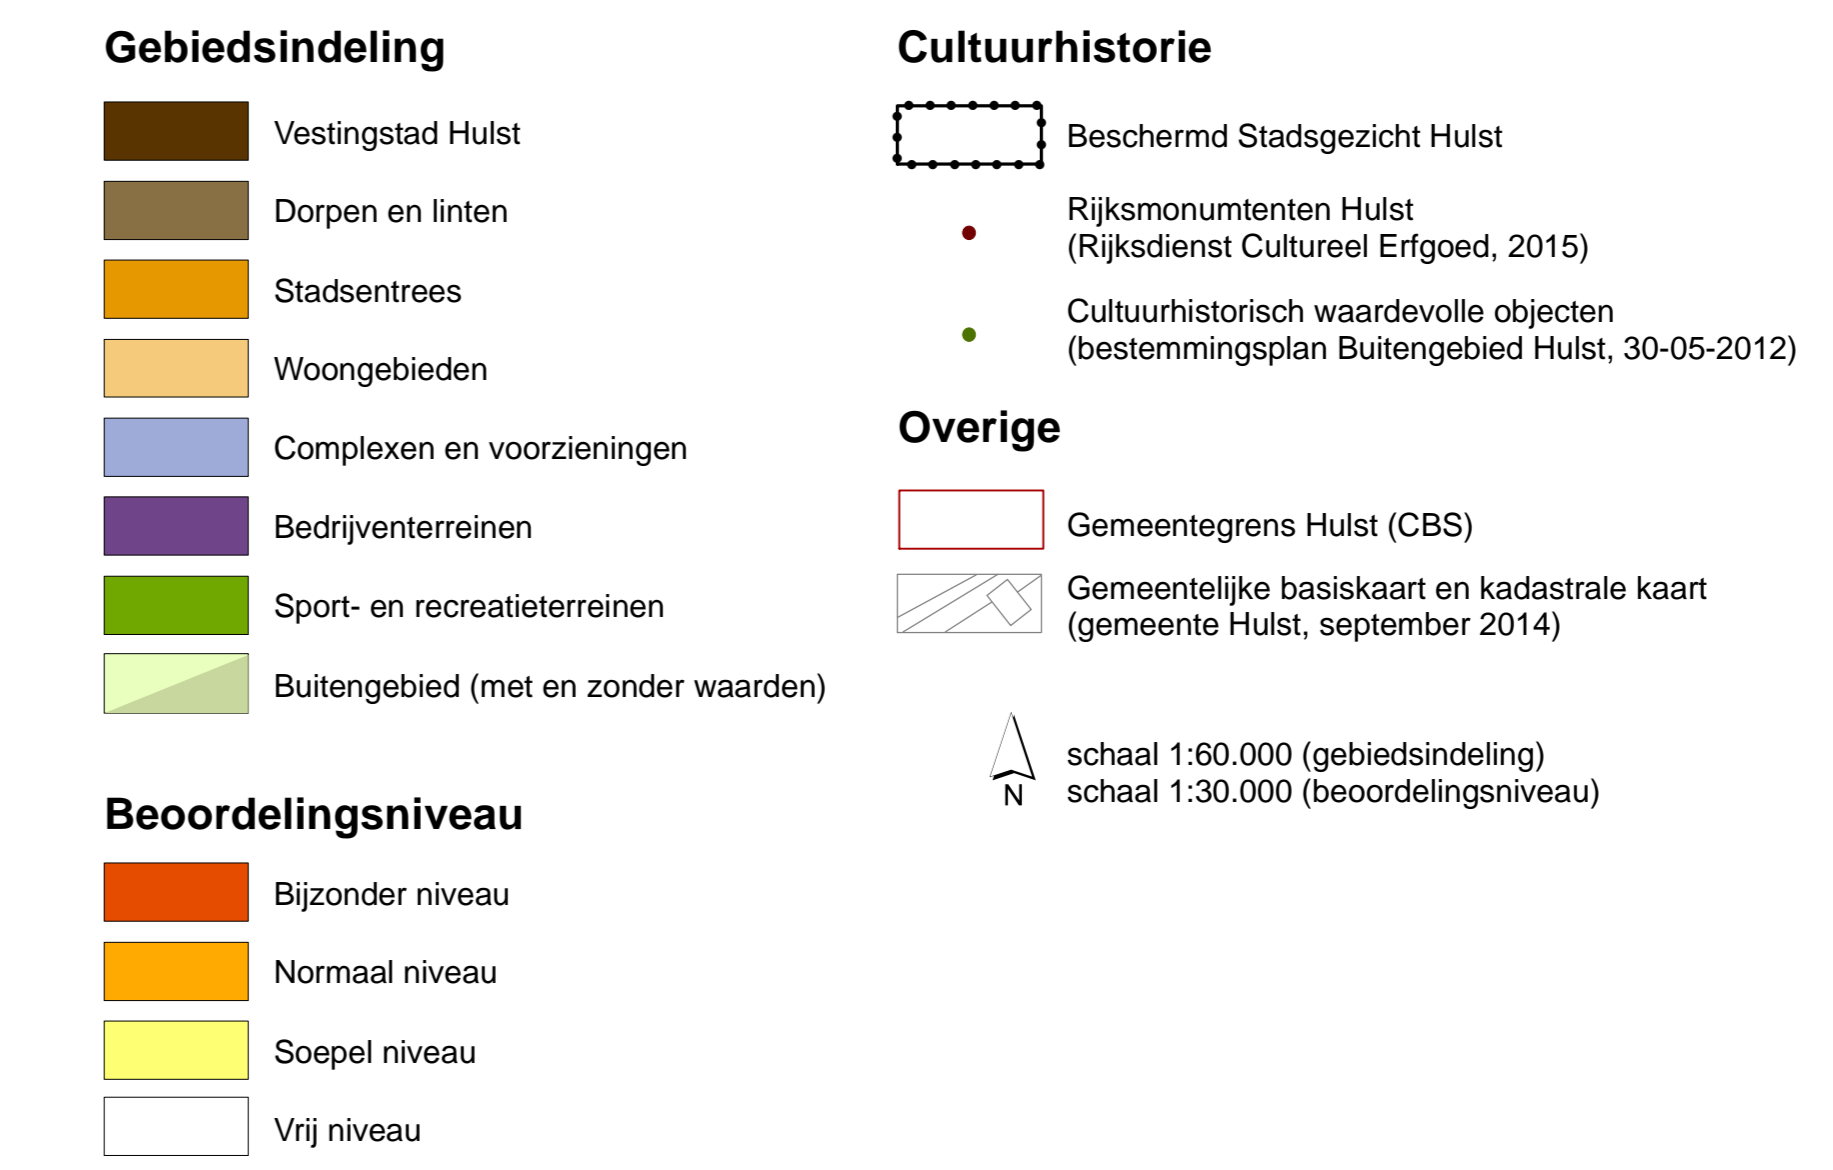 Gebiedsindeling
Vestingstad Hulst
Dorpen en linten
Stadsentrees
Woongebieden
Complexen en voorzieningen
Bedrijventerreinen
Sport- en recreatieterreinen
Buitengebied (met en zonder waarden)
Beoordelingsniveau
Bijzonder niveau
Normaal niveau
Soepel niveau
Vrij niveau
Cultuurhistorie
Beschermd Stadsgezicht Hulst
Rijksmonumtenten Hulst
(Rijksdienst Cultureel Erfgoed, 2015)
Cultuurhistorisch waardevolle objecten
(bestemmingsplan Buitengebied Hulst, 30-05-2012)
Overige
Gemeentegrens Hulst (CBS)
Gemeentelijke basiskaart en kadastrale kaart
(gemeente Hulst, september 2014)
N
schaal 1:60.000 (gebiedsindeling)
schaal 1:30.000 (beoordelingsniveau)